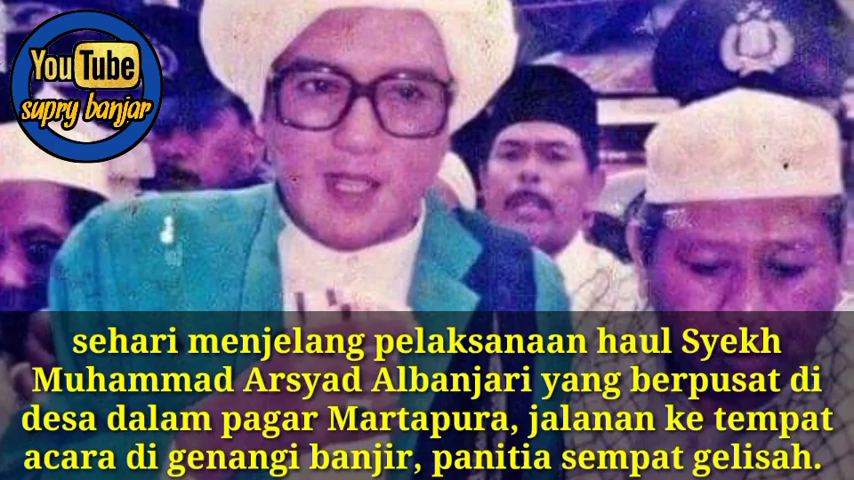 YouTube
supry banjar
sehari menjelang pelaksanaan haul Syekh
Muhammad Arsyad Albanjari yang berpusat di
desa dalam pagar Martapura, jalanan ke tempat
acara di genangi banjir, panitia sempat gelisah.